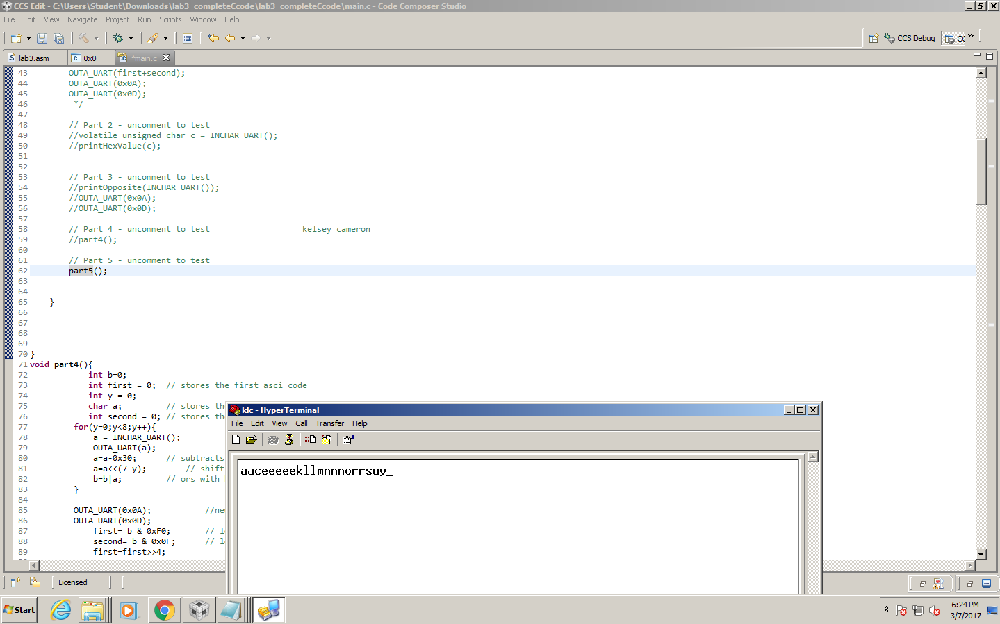 CCS Edit - C:\Users\Student\Downloads\lab3_completeCcode\lab3_completeCcode\main.c - Code Composer Studio
File Edit View Navigate Project Run Scripts Window Help
CCS Debug CC »
lab3.asm 0x0 *main.c
43 OUTA_UART(first+second);
44 OUTA_UART(0x0A);
45 OUTA_UART(0x0D);
46 */
47
48 // Part 2 - uncomment to test
49 //volatile unsigned char c = INCHAR_UART();
50 //printHexValue(c);
51
52
53 // Part 3 - uncomment to test
54 //printOpposite(INCHAR_UART());
55 //OUTA_UART(0x0A);
56 //OUTA_UART(0x0D);
57
58 // Part 4 - uncomment to test kelsey cameron
59 //part4();
60
61 // Part 5 - uncomment to test
62 part5();
63
64
65 }
66
67
68
69
70 }
71 void part4(){
72 int b=0;
73 int first = 0; // stores the first asci code
74 int y = 0;
75 char a; // stores th
76 int second = 0; // stores th
77 for(y=0;y<8;y++){
78 a = INCHAR_UART();
79 OUTA_UART(a);
80 a=a-0x30; // subtracts
81 a=a<<(7-y); // shift
82 b=b|a; // ors with
83 }
84
85 OUTA_UART(0x0A); //new
86 OUTA_UART(0x0D);
87 first= b & 0xF0; // l
88 second= b & 0x0F; // l
89 first=first>>4;
klc - HyperTerminal
File Edit View Call Transfer Help
aaceeeeekllmnnnorrsuy_
Licensed
Start
6:24 PM
3/7/2017